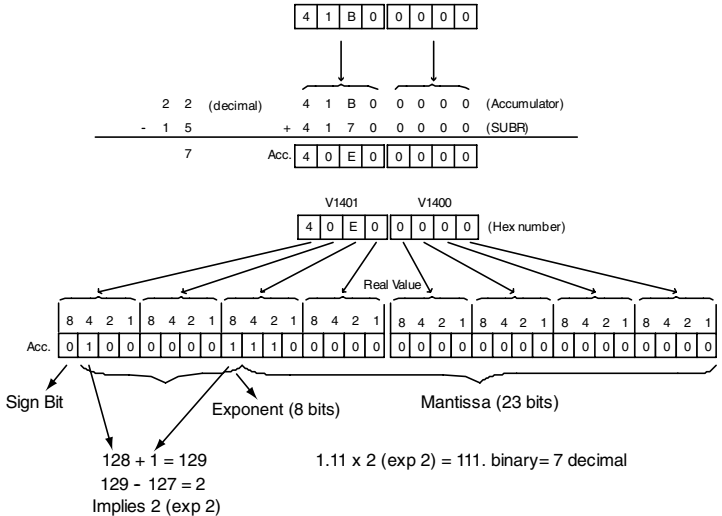 4 1 B 0 0 0 0 0
2 2 (decimal) 4 1 B 0 0 0 0 0 (Accumulator)
- 1 5 + 4 1 7 0 0 0 0 0 (SUBR)
7 Acc. 4 0 E 0 0 0 0 0
V1401 V1400
4 0 E 0 0 0 0 0 (Hex number)
Real Value
8 4 2 1 8 4 2 1 8 4 2 1 8 4 2 1 8 4 2 1 8 4 2 1 8 4 2 1 8 4 2 1
Acc. 0 1 0 0 0 0 0 0 1 1 1 0 0 0 0 0 0 0 0 0 0 0 0 0 0 0 0 0 0 0 0 0
Sign Bit Exponent (8 bits) Mantissa (23 bits)
128 + 1 = 129 1.11 x 2 (exp 2) = 111. binary= 7 decimal
129 - 127 = 2
Implies 2 (exp 2)